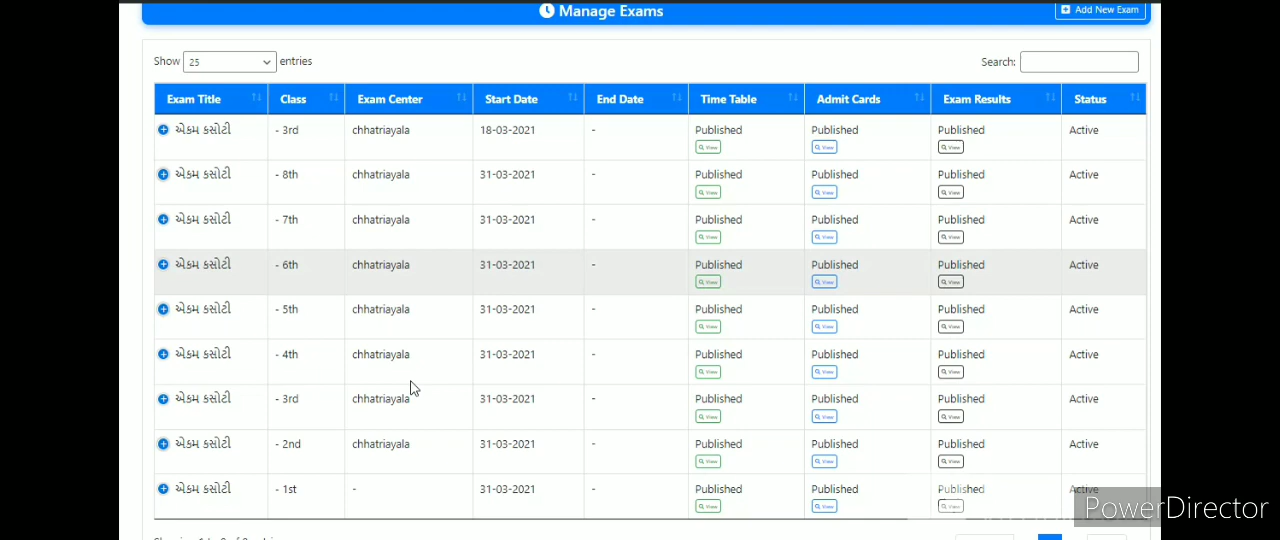 Manage Exams
Add New Exam
Show 25 entries
Search:
Exam Title Class Exam Center Start Date End Date Time Table Admit Cards Exam Results Status
એકમ કસોટી - 3rd chhatriayala 18-03-2021 - Published Published Published Active
View View View
એકમ કસોટી - 8th chhatriayala 31-03-2021 - Published Published Published Active
View View View
એકમ કસોટી - 7th chhatriayala 31-03-2021 - Published Published Published Active
View View View
એકમ કસોટી - 6th chhatriayala 31-03-2021 - Published Published Published Active
View View View
એકમ કસોટી - 5th chhatriayala 31-03-2021 - Published Published Published Active
View View View
એકમ કસોટી - 4th chhatriayala 31-03-2021 - Published Published Published Active
View View View
એકમ કસોટી - 3rd chhatriayala 31-03-2021 - Published Published Published Active
View View View
એકમ કસોટી - 2nd chhatriayala 31-03-2021 - Published Published Published Active
View View View
એકમ કસોટી - 1st - 31-03-2021 - Published Published Published Active
View View View
PowerDirector